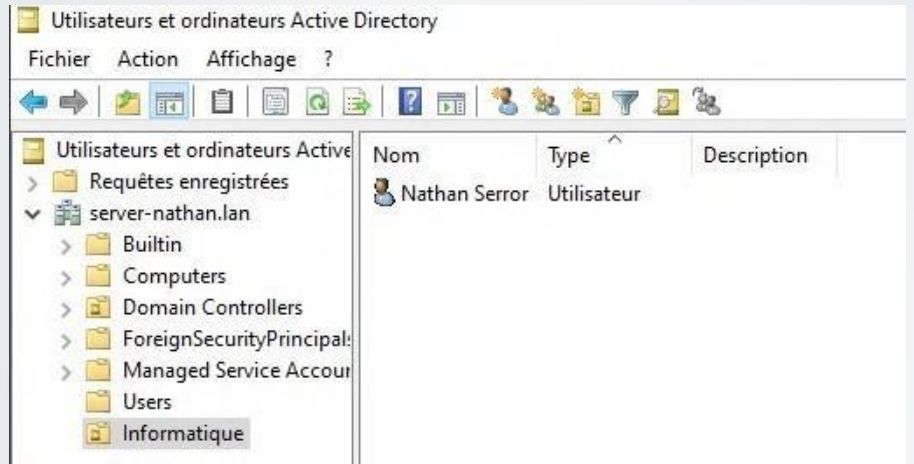 Utilisateurs et ordinateurs Active Directory
Fichier Action Affichage ?
Utilisateurs et ordinateurs Active
Requêtes enregistrées
server-nathan.lan
Builtin
Computers
Domain Controllers
ForeignSecurityPrincipal
Managed Service Accou
Users
Informatique
Nom Type Description
Nathan Serror Utilisateur